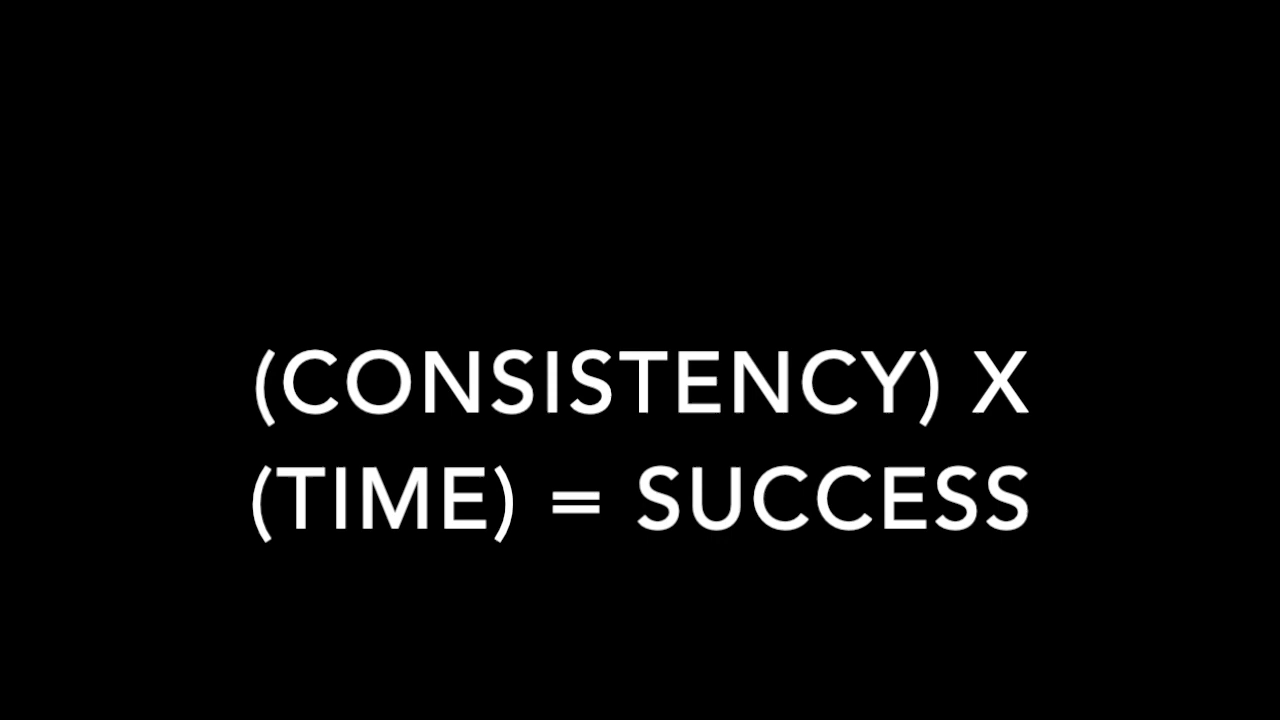 (CONSISTENCY) X
(TIME) = SUCCESS